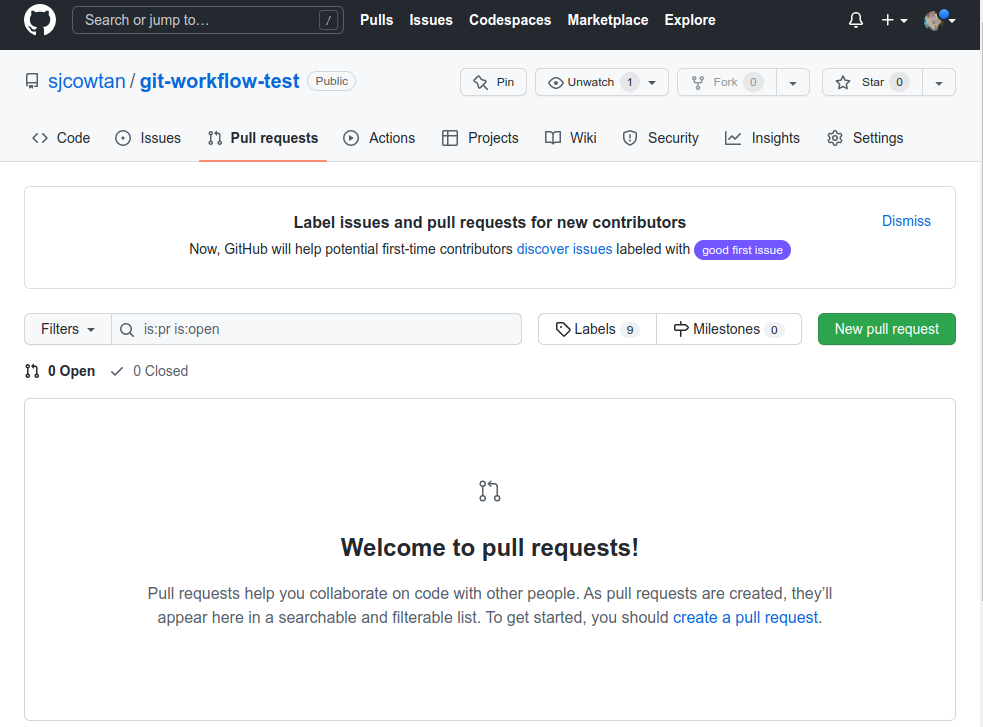 Search or jump to… / Pulls Issues Codespaces Marketplace Explore
sjcowtan / git-workflow-test Public Pin Unwatch 1 Fork 0 Star 0
Code Issues Pull requests Actions Projects Wiki Security Insights Settings
Label issues and pull requests for new contributors Dismiss
Now, GitHub will help potential first-time contributors discover issues labeled with good first issue
Filters is:pr is:open Labels 9 Milestones 0 New pull request
0 Open 0 Closed
Welcome to pull requests!
Pull requests help you collaborate on code with other people. As pull requests are created, they’ll
appear here in a searchable and filterable list. To get started, you should create a pull request.